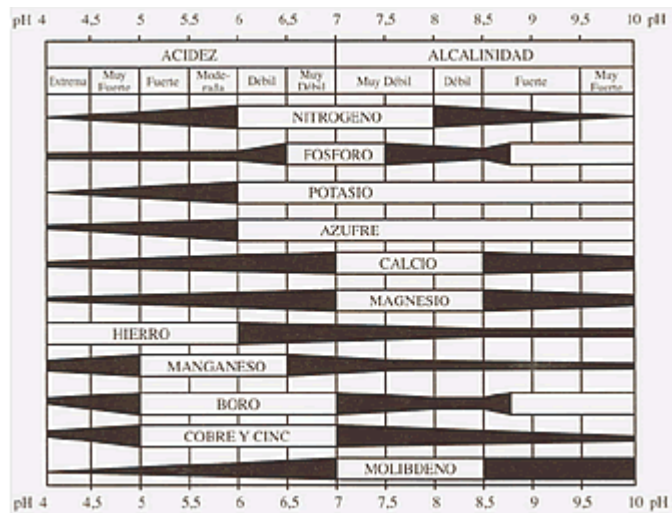 pH 4 4,5 5 5,5 6 6,5 7 7,5 8 8,5 9 9,5 10 pH
ACIDEZ ALCALINIDAD
Extrema Muy Fuerte Fuerte Mode-rada Débil Muy Débil Muy Débil Débil Fuerte Muy Fuerte
NITROGENO
FOSFORO
POTASIO
AZUFRE
CALCIO
MAGNESIO
HIERRO
MANGANESO
BORO
COBRE Y CINC
MOLIBDENO
pH 4 4,5 5 5,5 6 6,5 7 7,5 8 8,5 9 9,5 10 pH